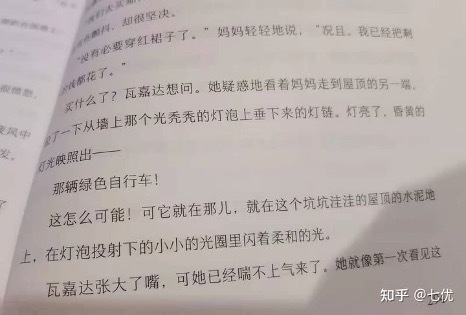 在颤抖，却很坚决。
“没有必要穿红裙子了。”妈妈轻轻地说，“况且，我已经把剩
钱都花了。”
买什么了？瓦嘉达想问。她疑惑地看着妈妈走到屋顶的另一端，
了一下从墙上那个光秃秃的灯泡上垂下来的灯链。灯亮了，昏黄的
灯光映照出——
那辆绿色自行车！
这怎么可能！可它就在那儿，就在这个坑坑洼洼的屋顶的水泥地
上，在灯泡投射下的小小的光圈里闪着柔和的光。
瓦嘉达张大了嘴，可她已经喘不上气来了。她就像第一次看见这
夜风中
发。
知乎 @七优